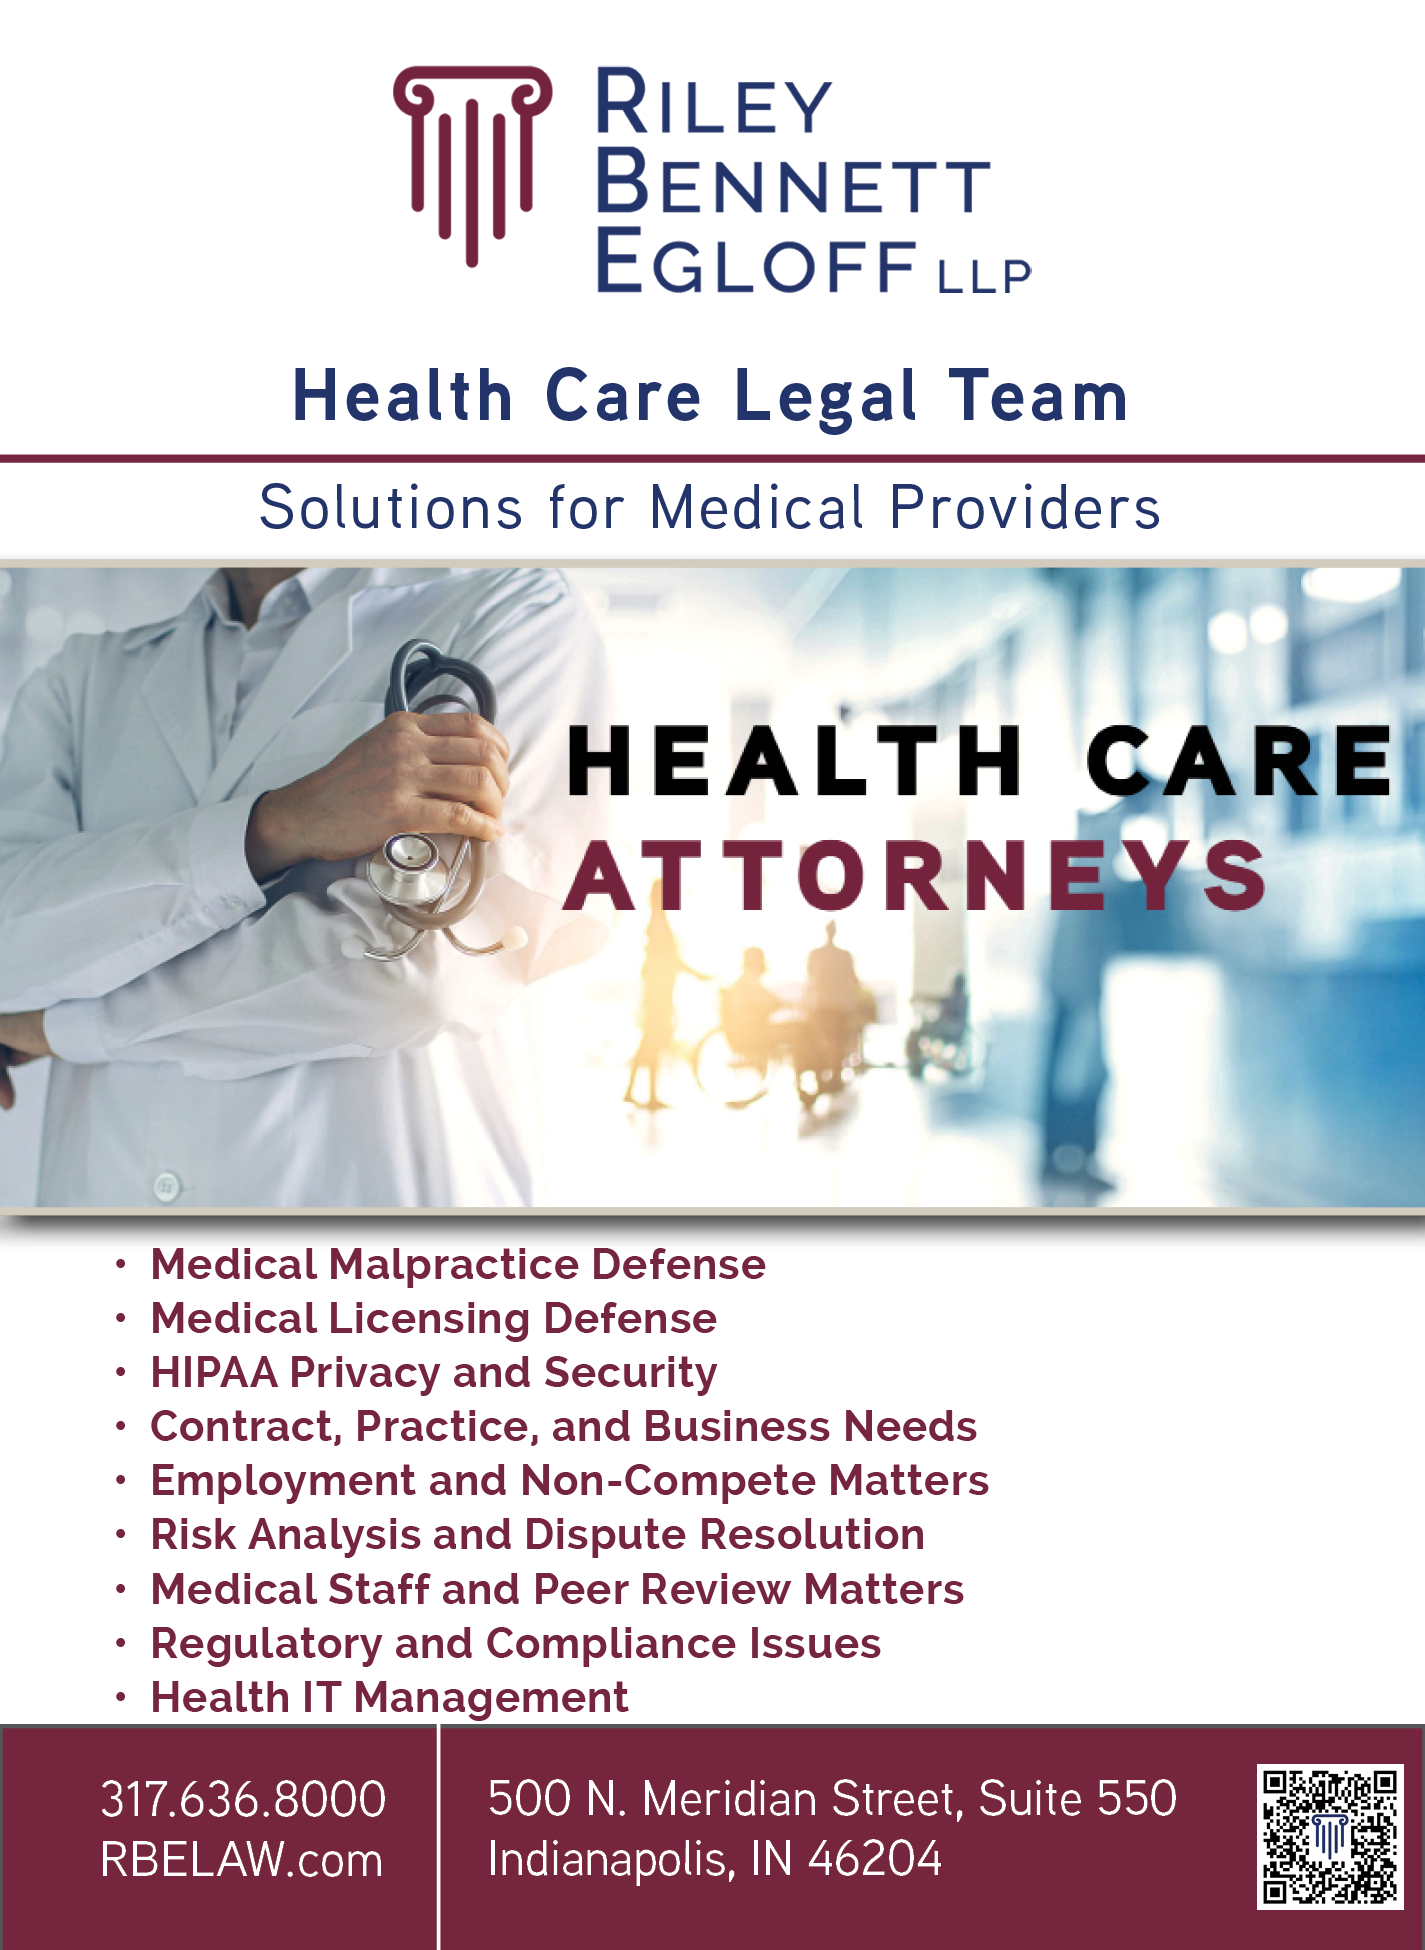 RILEY
BENNETT
EGLOFF LLP
Health Care Legal Team
Solutions for Medical Providers
HEALTH CARE
ATTORNEYS
• Medical Malpractice Defense
• Medical Licensing Defense
• HIPAA Privacy and Security
• Contract, Practice, and Business Needs
• Employment and Non-Compete Matters
• Risk Analysis and Dispute Resolution
• Medical Staff and Peer Review Matters
• Regulatory and Compliance Issues
• Health IT Management
317.636.8000
RBELAW.com
500 N. Meridian Street, Suite 550
Indianapolis, IN 46204